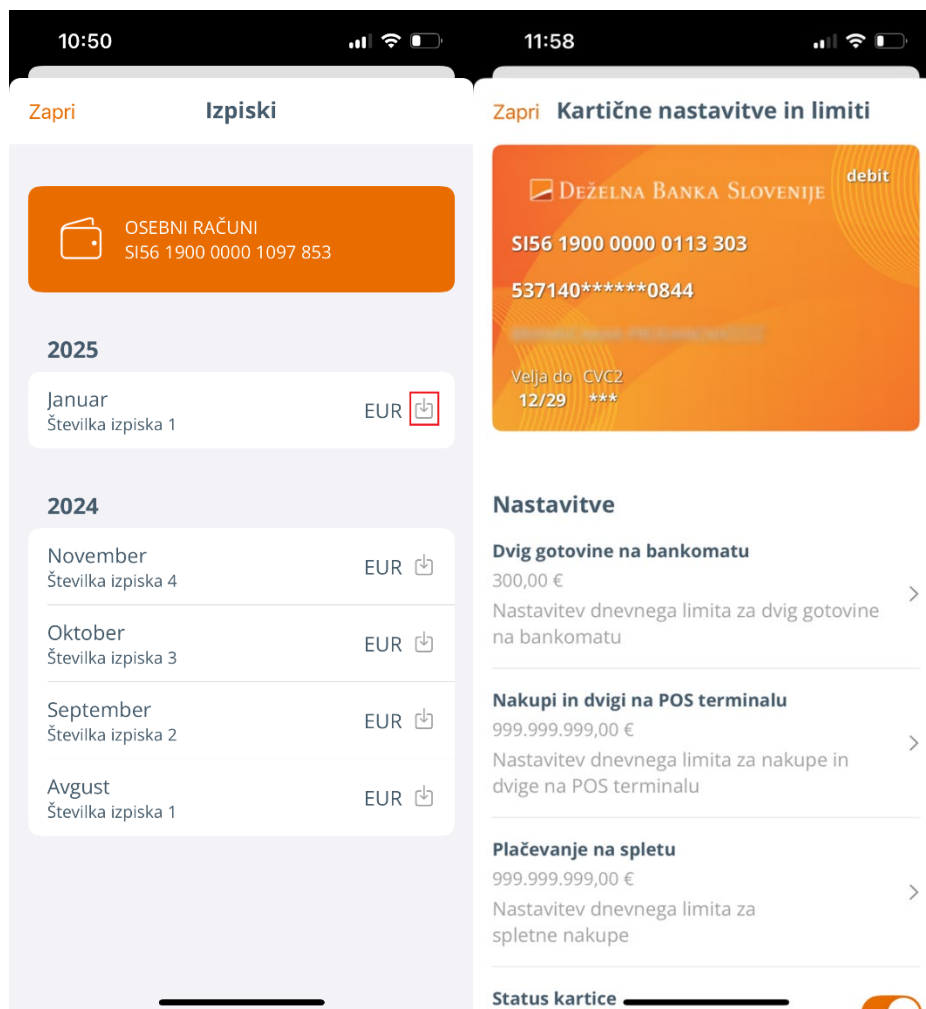 10:50
Zapri
Izpiski
OSEBNI RAČUNI
SI56 1900 0000 1097 853
2025
Januar
Številka izpiska 1
EUR
2024
November
Številka izpiska 4
EUR
Oktober
Številka izpiska 3
EUR
September
Številka izpiska 2
EUR
Avgust
Številka izpiska 1
EUR
11:58
Zapri
Kartične nastavitve in limiti
debit
DEŽELNA BANKA SLOVENIJE
SI56 1900 0000 0113 303
537140******0844
Velja do CVC2
12/29 ***
Nastavitve
Dvig gotovine na bankomatu
300,00 €
Nastavitev dnevnega limita za dvig gotovine
na bankomatu
Nakupi in dvigi na POS terminalu
999.999.999,00 €
Nastavitev dnevnega limita za nakupe in
dvige na POS terminalu
Plačevanje na spletu
999.999.999,00 €
Nastavitev dnevnega limita za
spletne nakupe
Status kartice